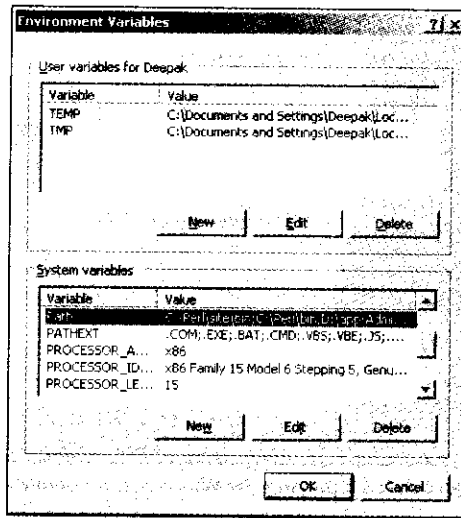 Environment Variables
User variables for Deepak
Variable Value
TEMP C:\Documents and Settings\Deepak\Loc...
TMP C:\Documents and Settings\Deepak\Loc...
New Edit Delete
System variables
Variable Value
Path
PATHEXT .COM;.EXE;.BAT;.CMD;.VBS;.VBE;.JS;....
PROCESSOR_A... x86
PROCESSOR_ID... x86 Family 15 Model 6 Stepping 5, Genu...
PROCESSOR_LE... 15
New Edit Delete
OK Cancel